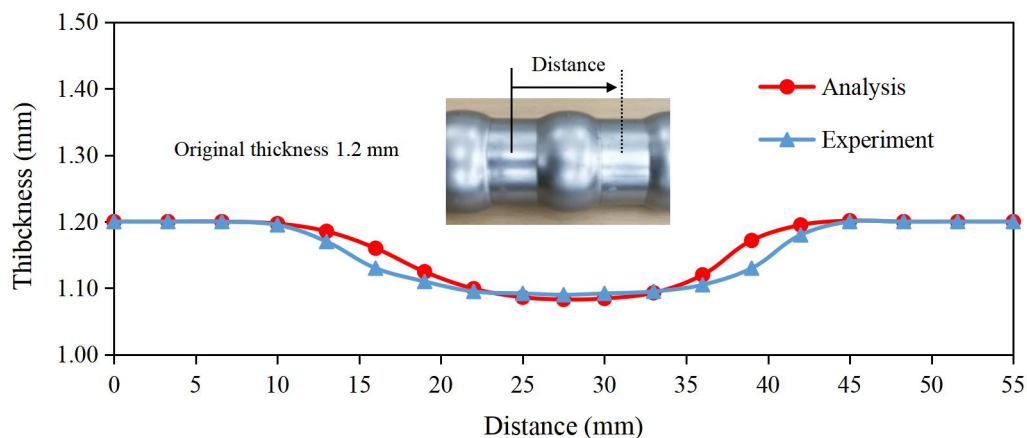 1.50
1.40
1.30
1.20
1.10
1.00
Thibckness (mm)
Distance
Original thickness 1.2 mm
Analysis
Experiment
0 5 10 15 20 25 30 35 40 45 50 55
Distance (mm)